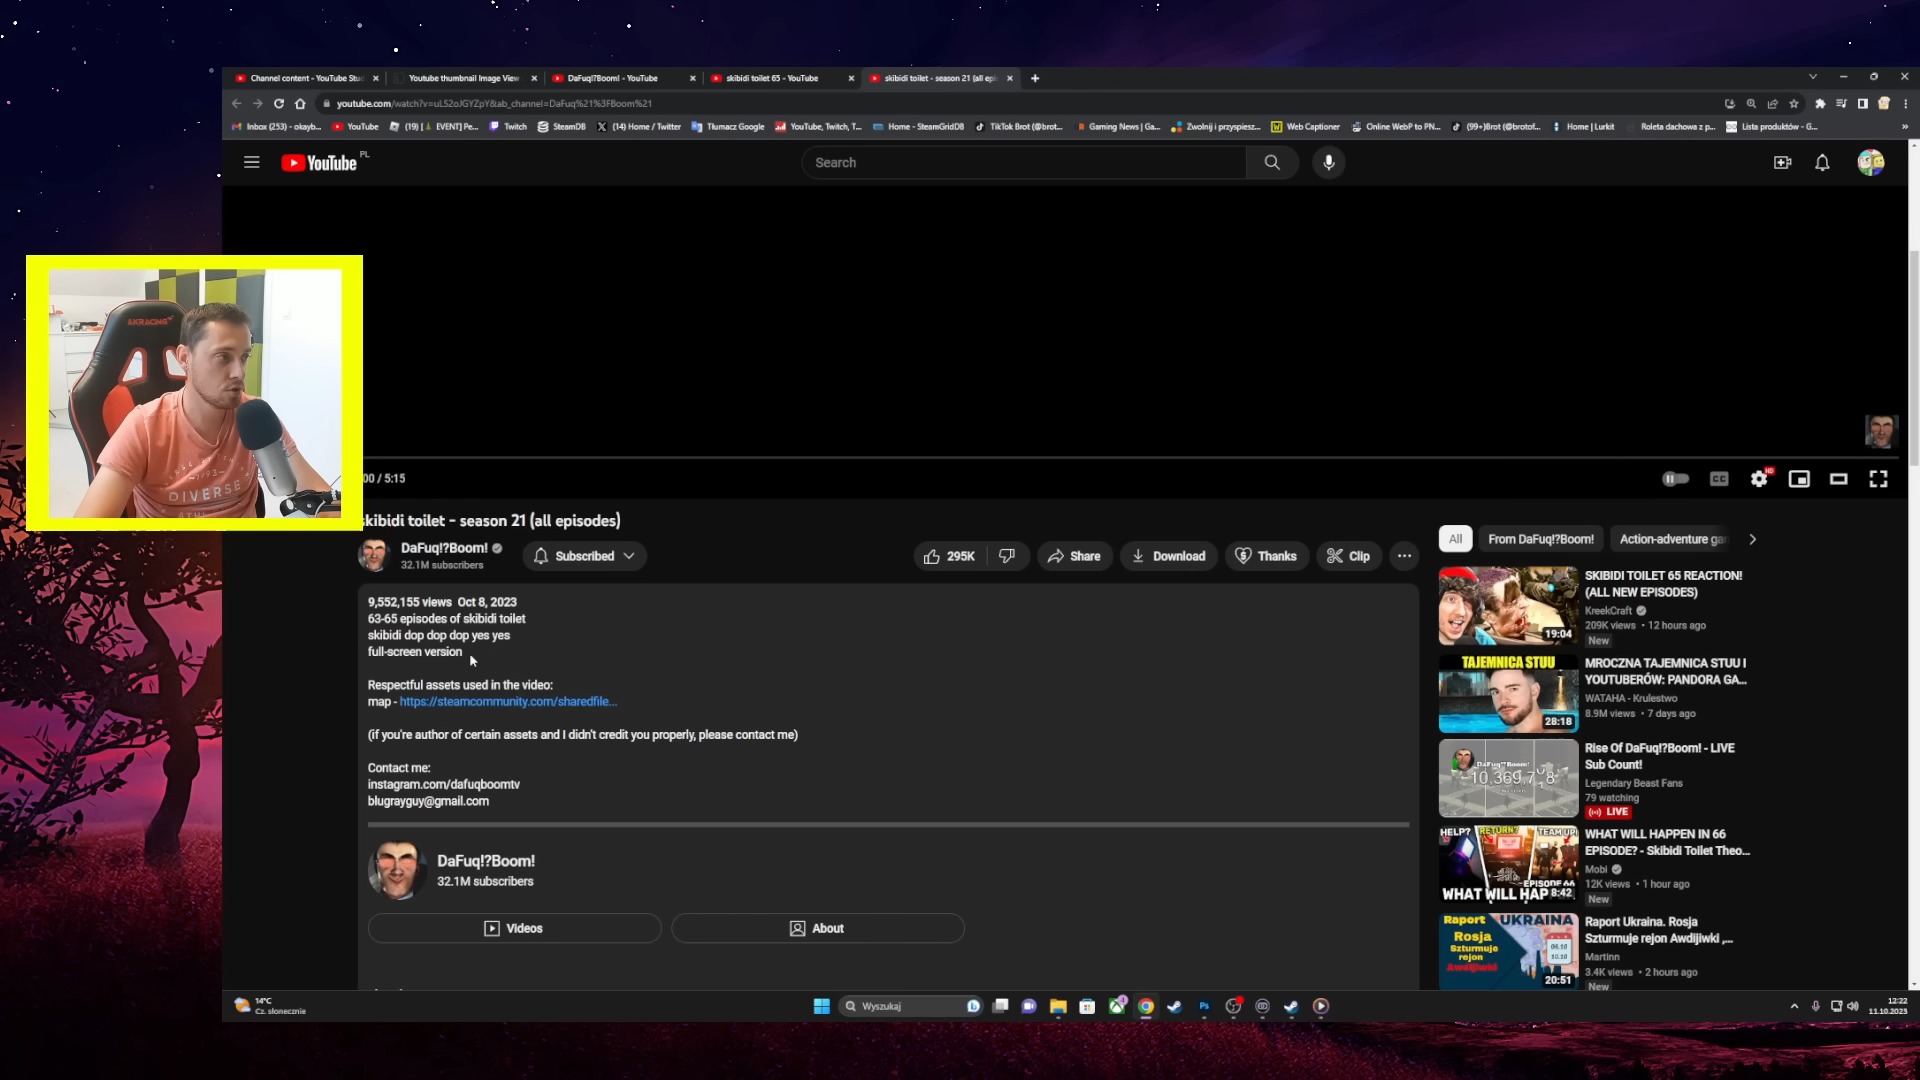 Channel content - YouTube Stu
Youtube thumbnail Image View
DaFuq!?Boom! - YouTube
skibidi toilet 65 - YouTube
skibidi toilet - season 21 (all epi
youtube.com/watch?v=uL52oJGYZpY&ab_channel=DaFuq%21%3FBoom%21
Inbox (253) - okayb...
YouTube
(19) [ EVENT] Pe...
Twitch
SteamDB
(14) Home / Twitter
Tłumacz Google
YouTube, Twitch, T...
Home - SteamGridDB
TikTok Brot (@brot...
Gaming News | Ga...
Zwolnij i przyspiesz...
Web Captioner
Online WebP to PN...
(99+)Brot (@brotof...
Home | Lurkit
Roleta dachowa z p...
Lista produktów - G...
YouTube PL
Search
AKRACING
1993
DIVERSE
00 / 5:15
CC
HD
skibidi toilet - season 21 (all episodes)
DaFuq!?Boom!
32.1M subscribers
Subscribed
295K
Share
Download
Thanks
Clip
9,552,155 views Oct 8, 2023
63-65 episodes of skibidi toilet
skibidi dop dop dop yes yes
full-screen version
Respectful assets used in the video:
map - https://steamcommunity.com/sharedfile...
(if you're author of certain assets and I didn't credit you properly, please contact me)
Contact me:
instagram.com/dafuqboomtv
blugrayguy@gmail.com
DaFuq!?Boom!
32.1M subscribers
Videos
About
All
From DaFuq!?Boom!
Action-adventure gam
19:04
SKIBIDI TOILET 65 REACTION!
(ALL NEW EPISODES)
KreekCraft
209K views • 12 hours ago
New
TAJEMNICA STUU
28:18
MROCZNA TAJEMNICA STUU I
YOUTUBERÓW: PANDORA GA...
WATAHA - Krulestwo
8.9M views • 7 days ago
Rise Of DaFuq!?Boom! - LIVE
Sub Count!
Legendary Beast Fans
79 watching
LIVE
HELP?
RETURN?
TEAM UP
EPISODE 66
WHAT WILL HAP
8:42
WHAT WILL HAPPEN IN 66
EPISODE? - Skibidi Toilet Theo...
Mobi
12K views • 1 hour ago
New
Raport UKRAINA
Rosja
Szturmuje
rejon
Awdijiwki
20:51
Raport Ukraina. Rosja
Szturmuje rejon Awdijiwki ,...
Martinn
3.4K views • 2 hours ago
New
14°C
Cz. słonecznie
Wyszukaj
12:22
11.10.2023